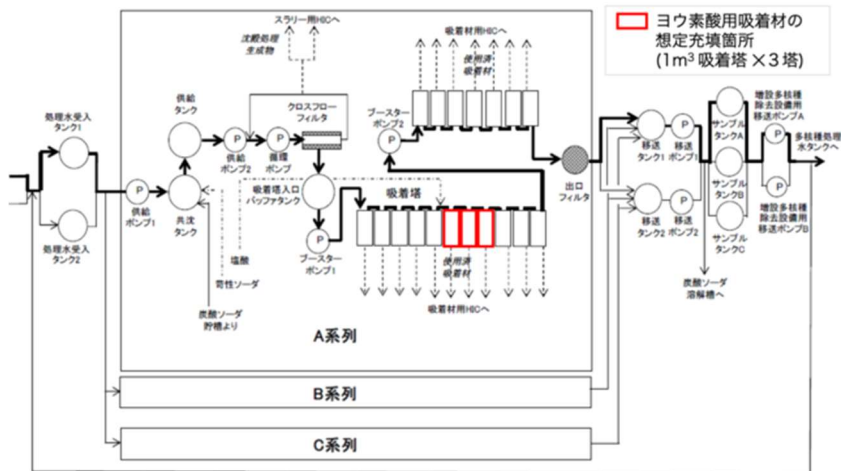 ヨウ素酸用吸着材の
想定充填箇所
(1m³吸着塔×3塔)
スラリー用HICへ
沈殿処理
生成物
吸着材用HICへ
使用済
吸着材
処理水受入
タンク1
供給
タンク
クロスフロー
フィルタ
ブースター
ポンプ2
P
P
供給
ポンプ2
P
循環
ポンプ
P
供給
ポンプ1
共沈
タンク
吸着塔入口
バッファタンク
吸着塔
出口
フィルタ
処理水受入
タンク2
P
ブースター
ポンプ1
塩酸
苛性ソーダ
炭酸ソーダ
貯槽より
使用済
吸着材
吸着材用HICへ
A系列
B系列
C系列
移送
タンク1
P
移送
ポンプ1
移送
タンク2
P
移送
ポンプ2
サンプル
タンクA
サンプル
タンクB
サンプル
タンクC
増設多核種
除去設備用
移送ポンプA
P
多核種処理
水タンクへ
P
増設多核種
除去設備用
移送ポンプB
炭酸ソーダ
溶解槽へ